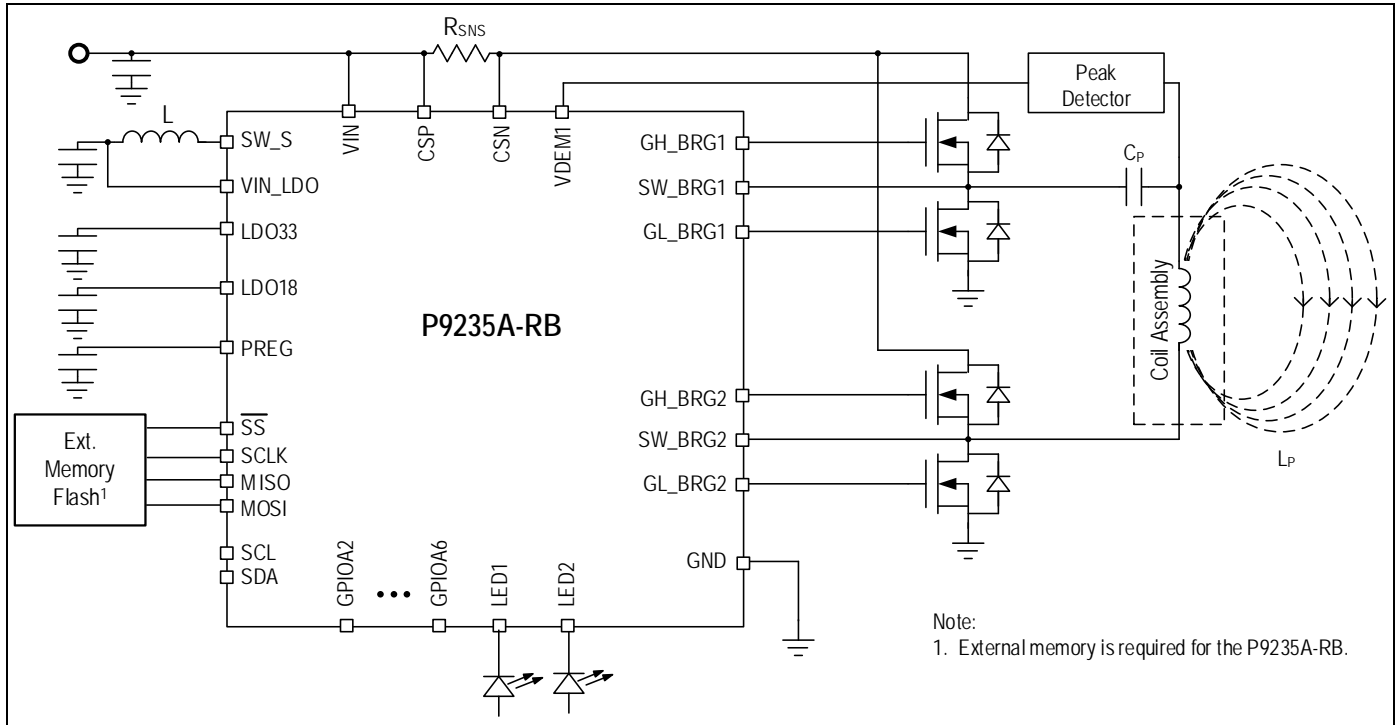 RSNS
Peak
Detector
L
SW_S
VIN
CSP
CSN
VDEM1
GH_BRG1
CP
VIN_LDO
SW_BRG1
LDO33
GL_BRG1
Coil Assembly
LDO18
P9235A-RB
PREG
GH_BRG2
SS
SW_BRG2
Ext.
Memory
Flash1
SCLK
MISO
MOSI
GL_BRG2
LP
SCL
SDA
GND
GPIOA2
GPIOA6
LED1
LED2
Note:
1. External memory is required for the P9235A-RB.